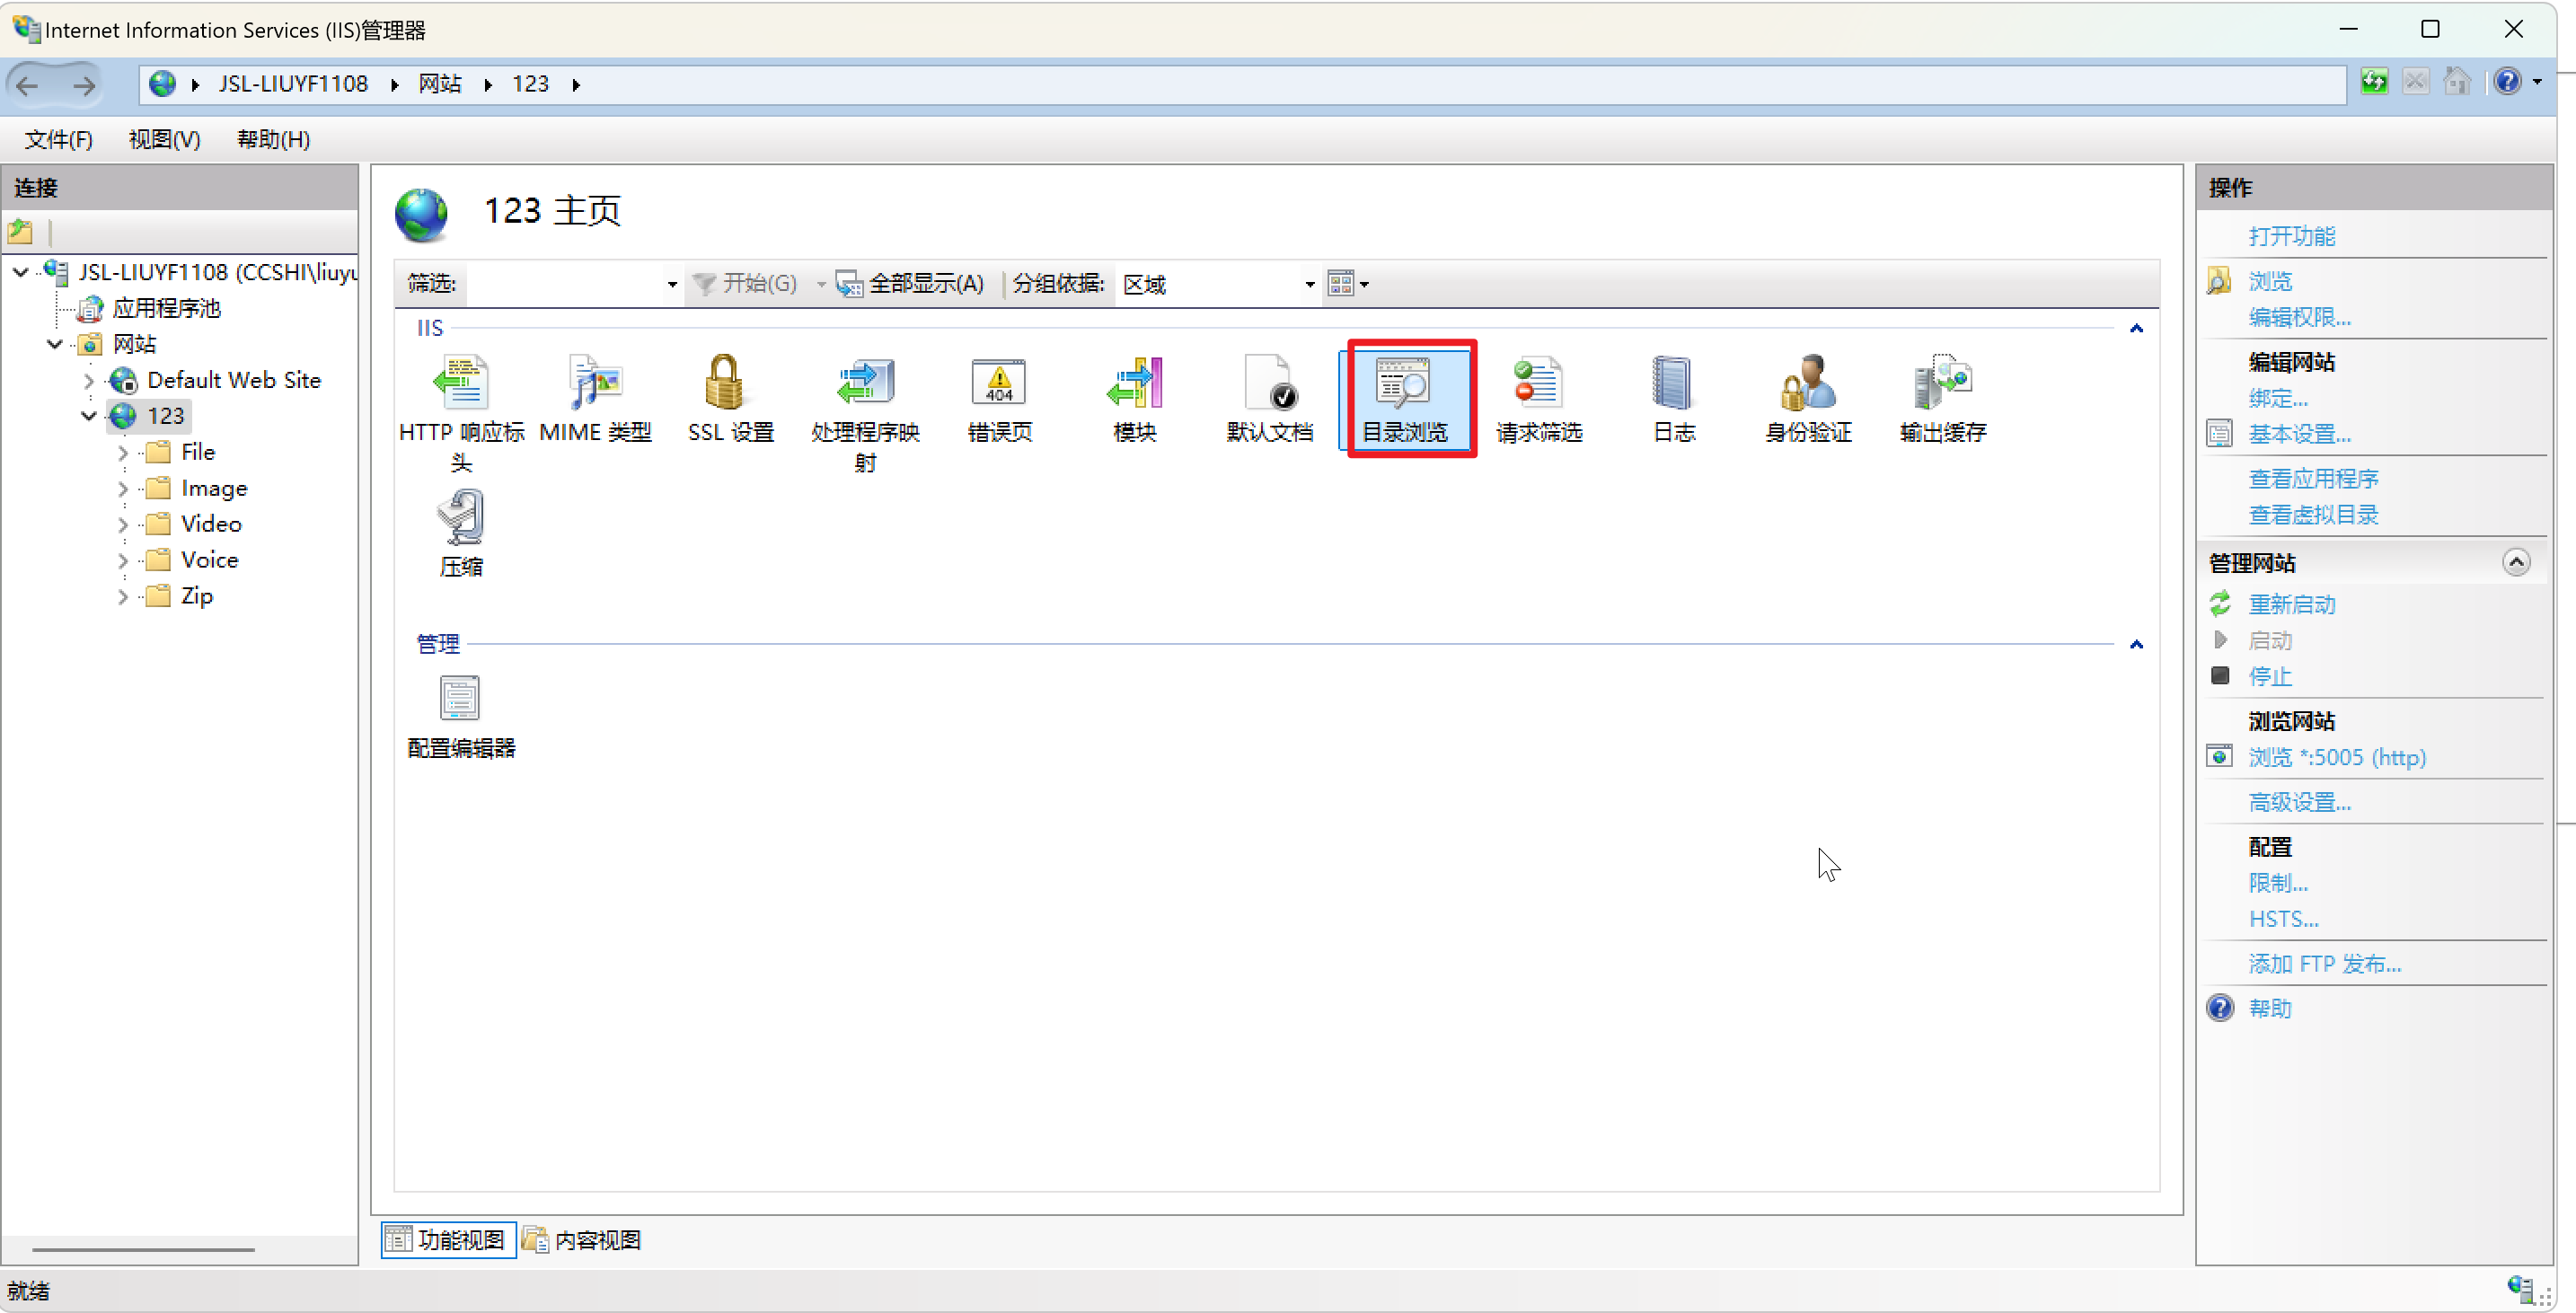 Internet Information Services (IIS)管理器
JSL-LIUYF1108 网站 123
文件(F) 视图(V) 帮助(H)
连接
JSL-LIUYF1108 (CCSHI\liuyu
应用程序池
网站
Default Web Site
123
File
Image
Video
Voice
Zip
123 主页
筛选: 开始(G) 全部显示(A) 分组依据: 区域
IIS
HTTP 响应标头
MIME 类型
SSL 设置
处理程序映射
错误页
404
模块
默认文档
目录浏览
请求筛选
日志
身份验证
输出缓存
压缩
管理
配置编辑器
功能视图 内容视图
操作
打开功能
浏览
编辑权限...
编辑网站
绑定...
基本设置...
查看应用程序
查看虚拟目录
管理网站
重新启动
启动
停止
浏览网站
浏览 *:5005 (http)
高级设置...
配置
限制...
HSTS...
添加 FTP 发布...
帮助
就绪